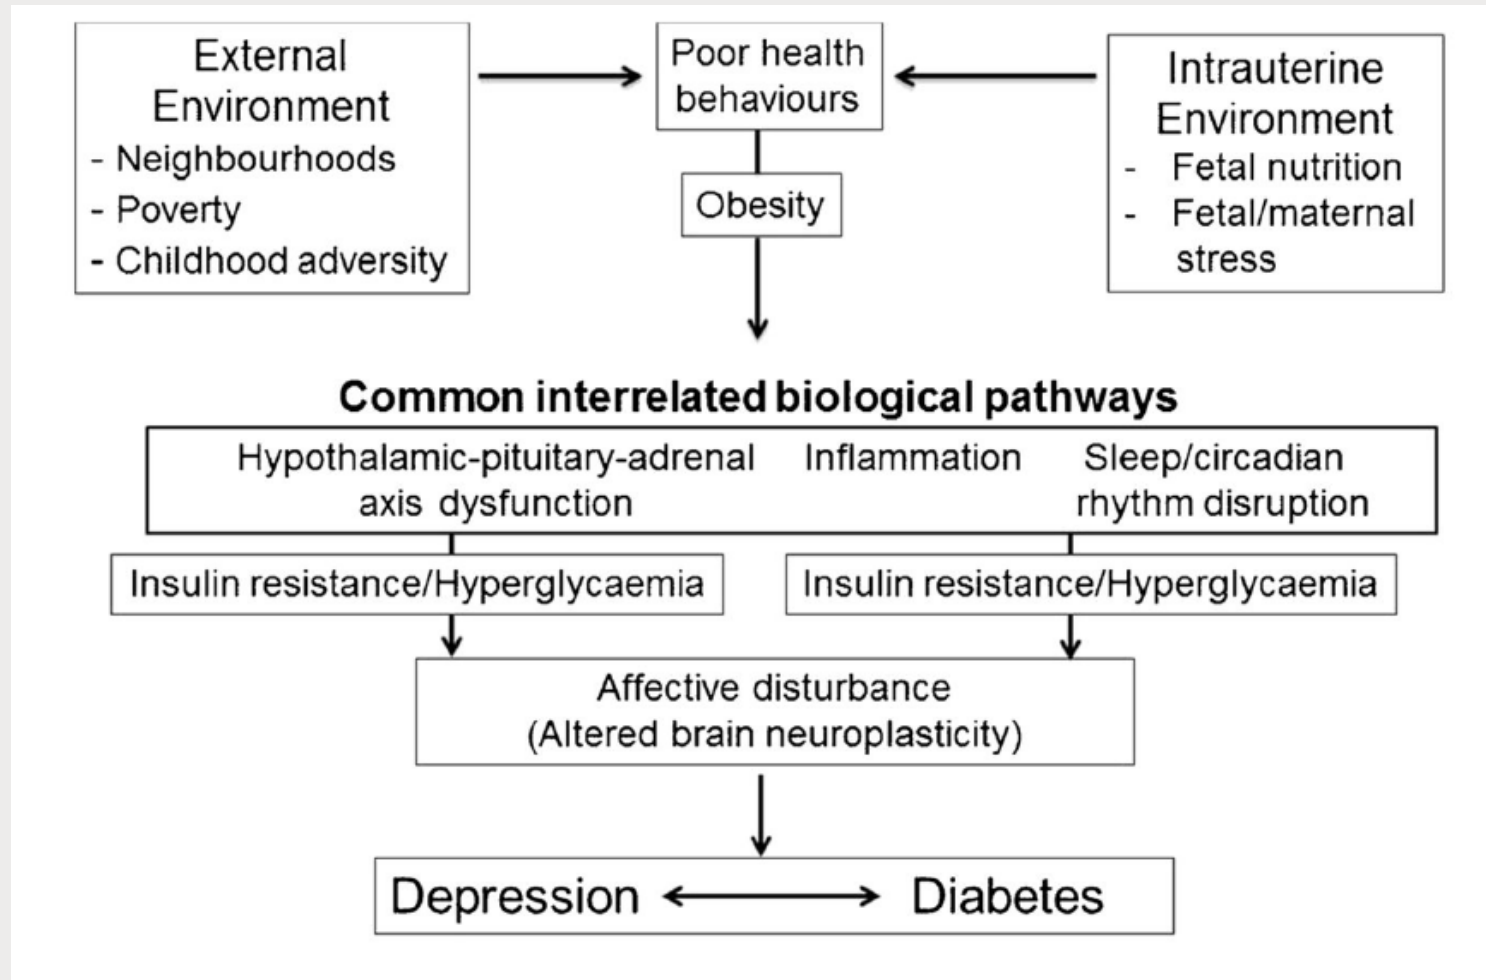 External
Environment
- Neighbourhoods
- Poverty
- Childhood adversity
Poor health
behaviours
Intrauterine
Environment
- Fetal nutrition
- Fetal/maternal
stress
Obesity
Common interrelated biological pathways
Hypothalamic-pituitary-adrenal
axis dysfunction
Inflammation
Sleep/circadian
rhythm disruption
Insulin resistance/Hyperglycaemia
Insulin resistance/Hyperglycaemia
Affective disturbance
(Altered brain neuroplasticity)
Depression
Diabetes